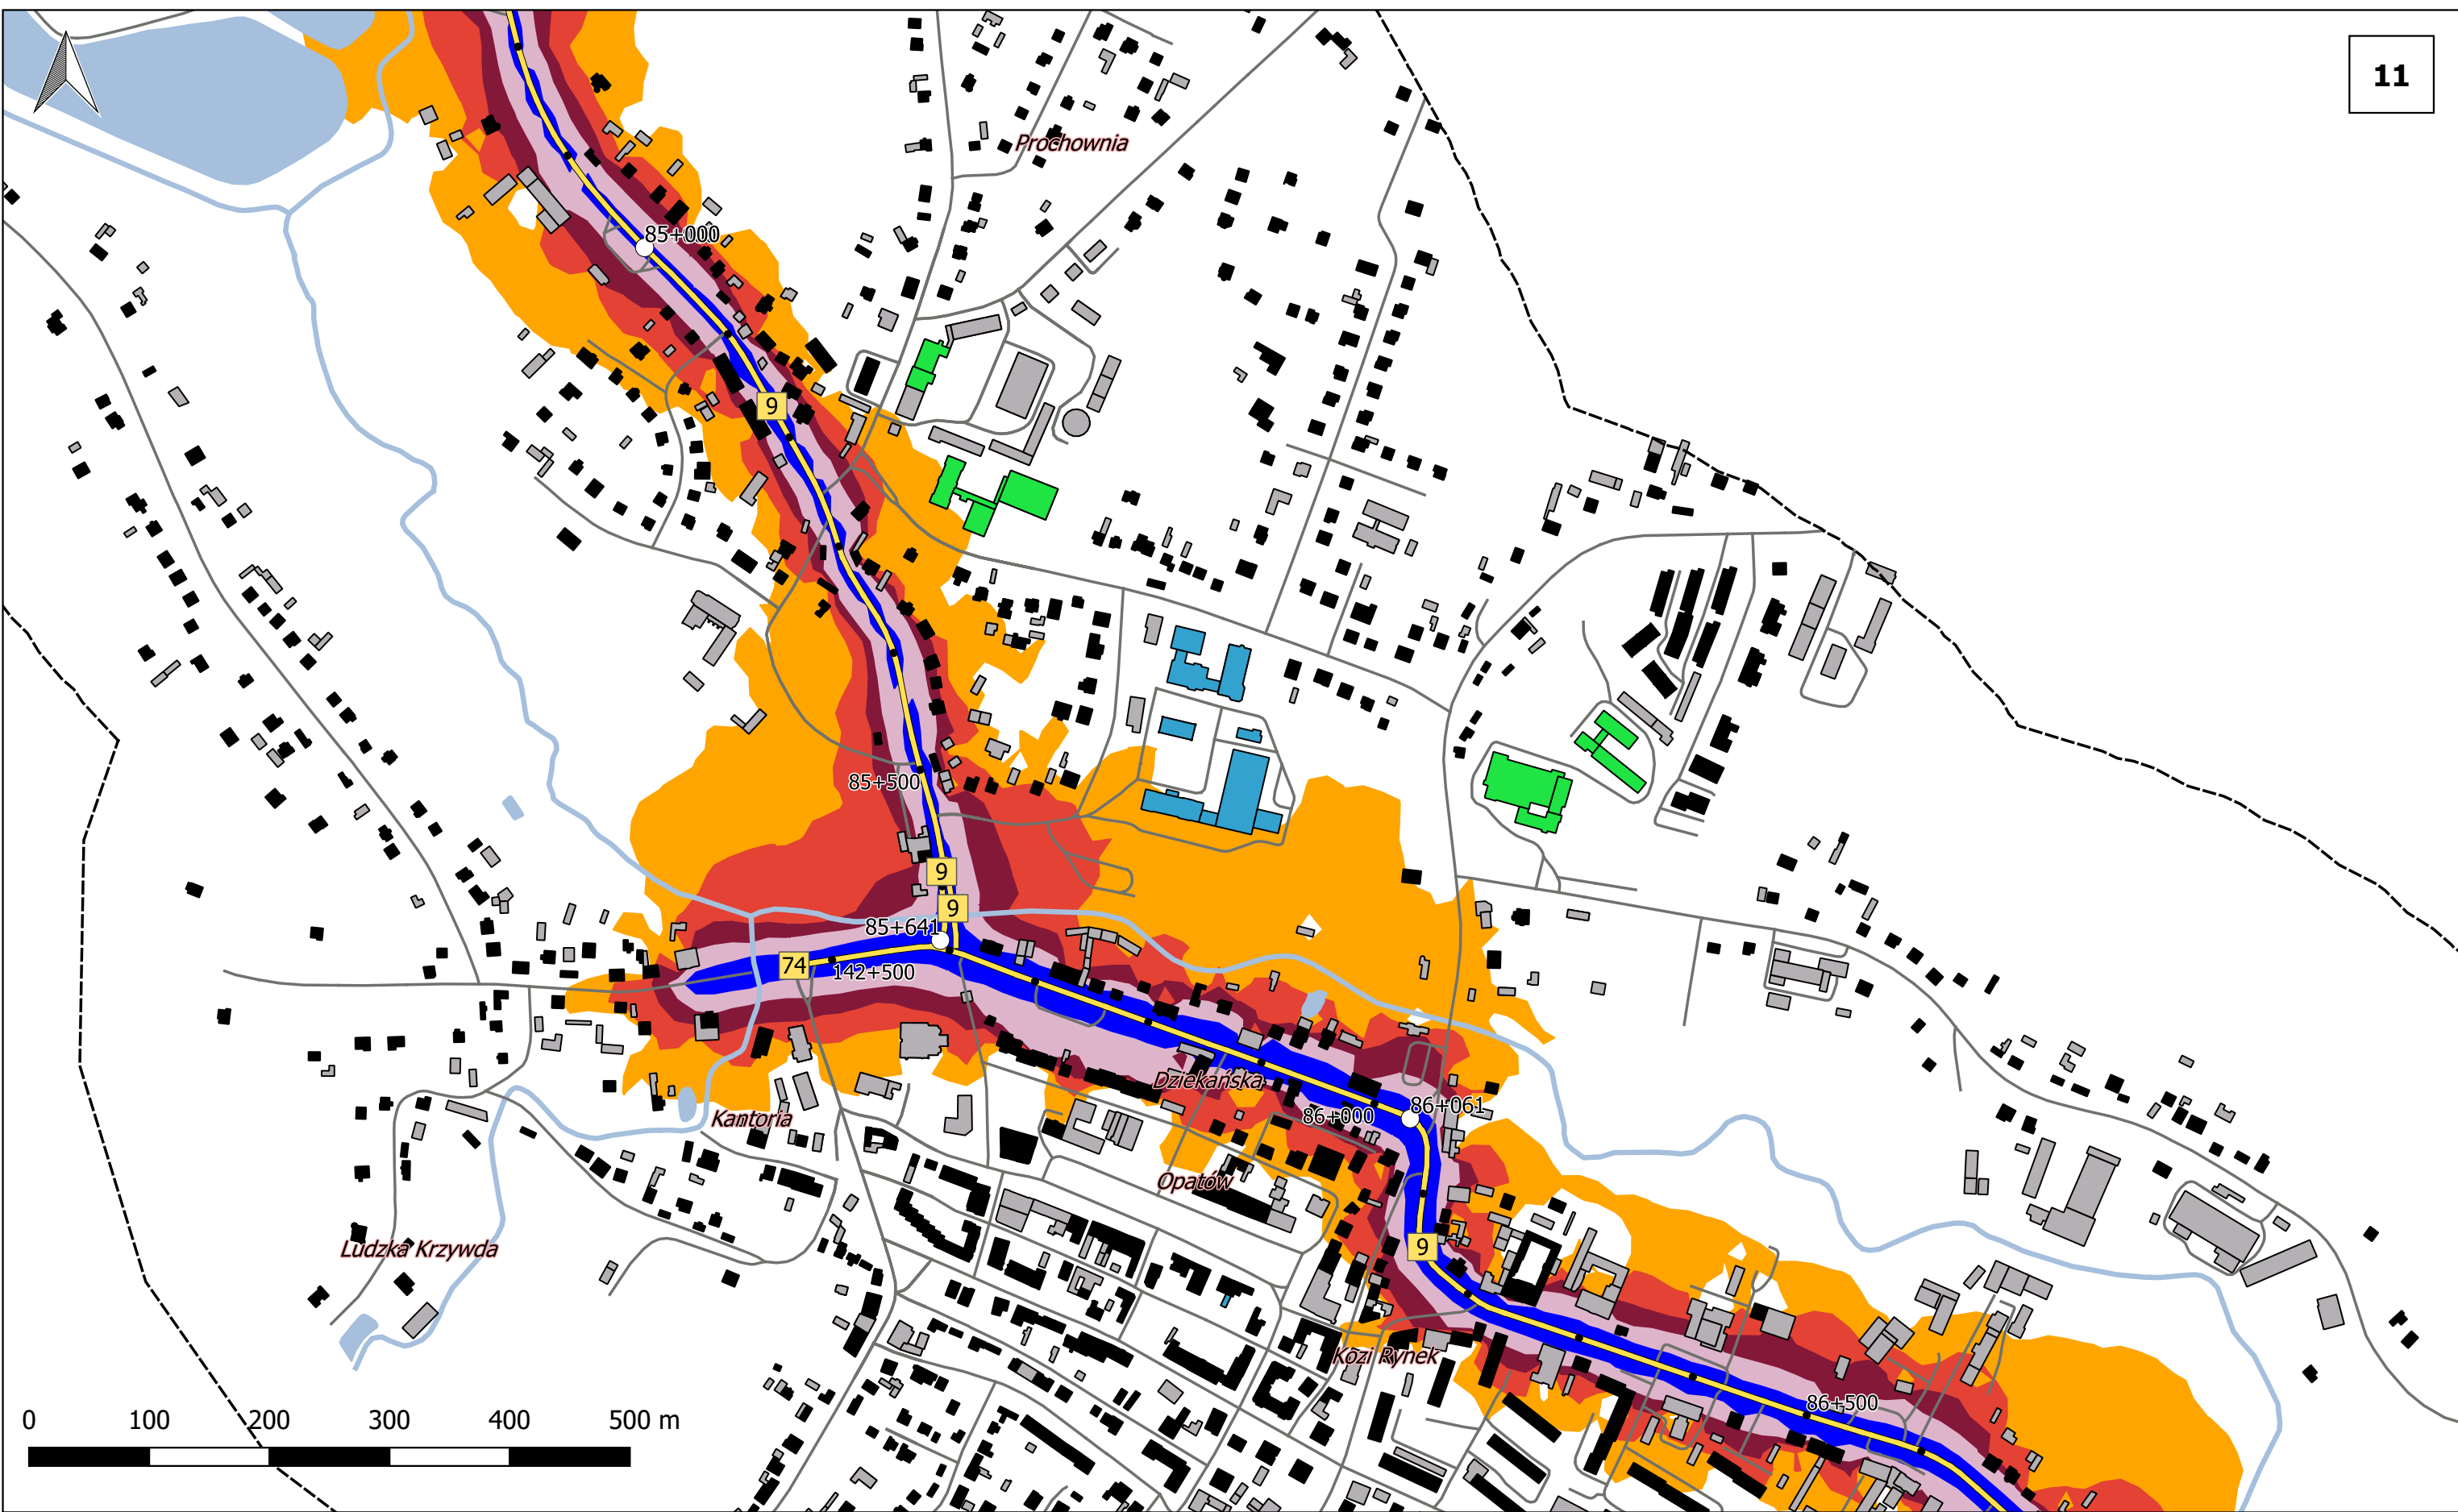 11
Prochownia
85+000
9
85+500
9
9
85+641
74
142+500
Dziekańska
86+000
86+061
Kantoria
Opatów
Ludzka Krzywda
9
Kozi Rynek
86+500
0 100 200 300 400 500 m